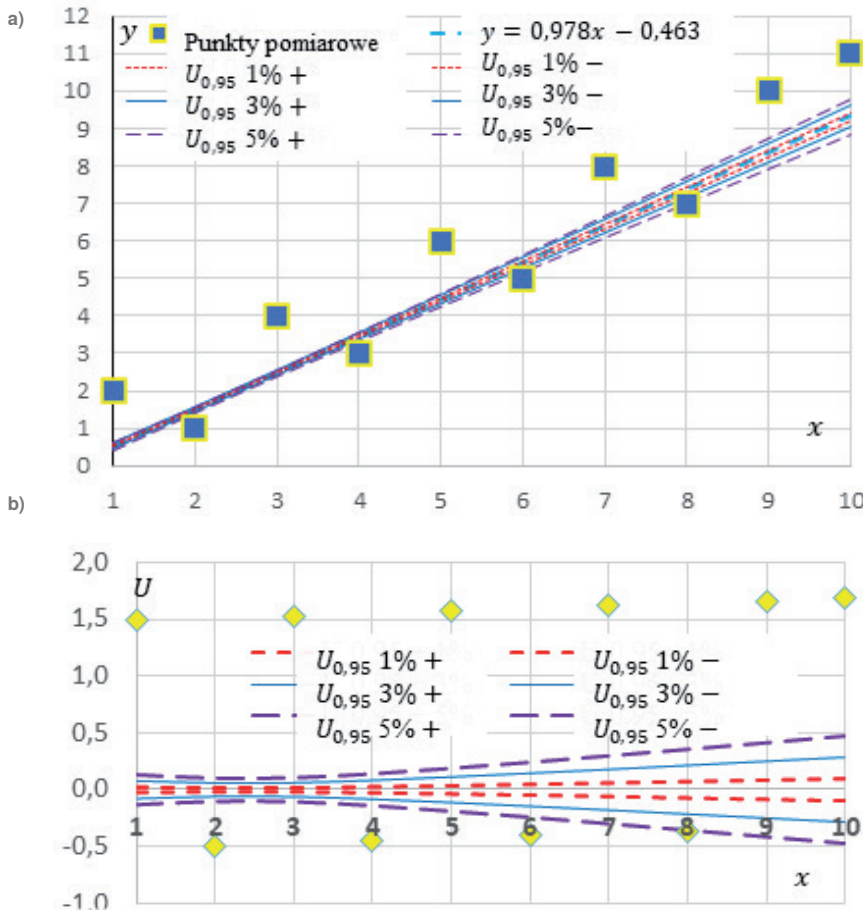 a)
12
11
10
9
8
7
6
5
4
3
2
1
0
y
Punkty pomiarowe
y = 0,978x − 0,463
U0,95 1% +
U0,95 1% −
U0,95 3% +
U0,95 3% −
U0,95 5% +
U0,95 5%−
x
1 2 3 4 5 6 7 8 9 10
b)
2,0
1,5
1,0
0,5
0,0
-0,5
-1,0
U
U0,95 1% +
U0,95 1% −
U0,95 3% +
U0,95 3% −
U0,95 5% +
U0,95 5% −
1 2 3 4 5 6 7 8 9 10
x